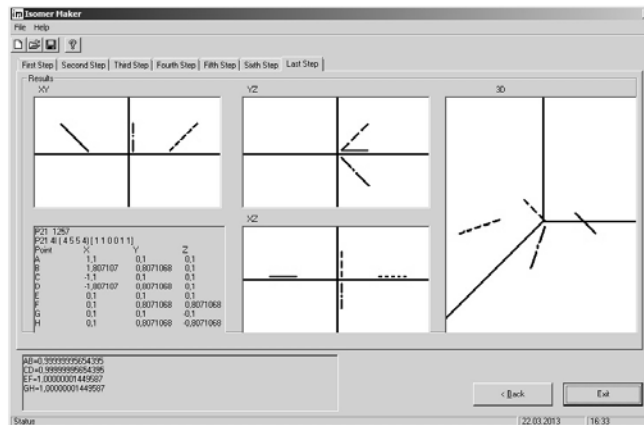 Isomer Maker
File Help
First Step Second Step Third Step Fourth Step Fifth Step Sixth Step Last Step
Results
XY YZ 3D
XZ
P21 1257
P21 4I [ 4 5 5 4] [ 1 1 0 0 1 1]
Point X Y Z
A 1,1 0,1 0,1
B 1,807107 0,8071068 0,1
C -1,1 0,1 0,1
D -1,807107 0,8071068 0,1
E 0,1 0,1 0,1
F 0,1 0,8071068 0,8071068
G 0,1 0,1 -0,1
H 0,1 0,8071068 -0,8071068
AB=0,99999995654395
CD=0,99999995654395
EF=1,00000001449587
GH=1,00000001449587
< Back Exit
Status 22.03.2013 16:33